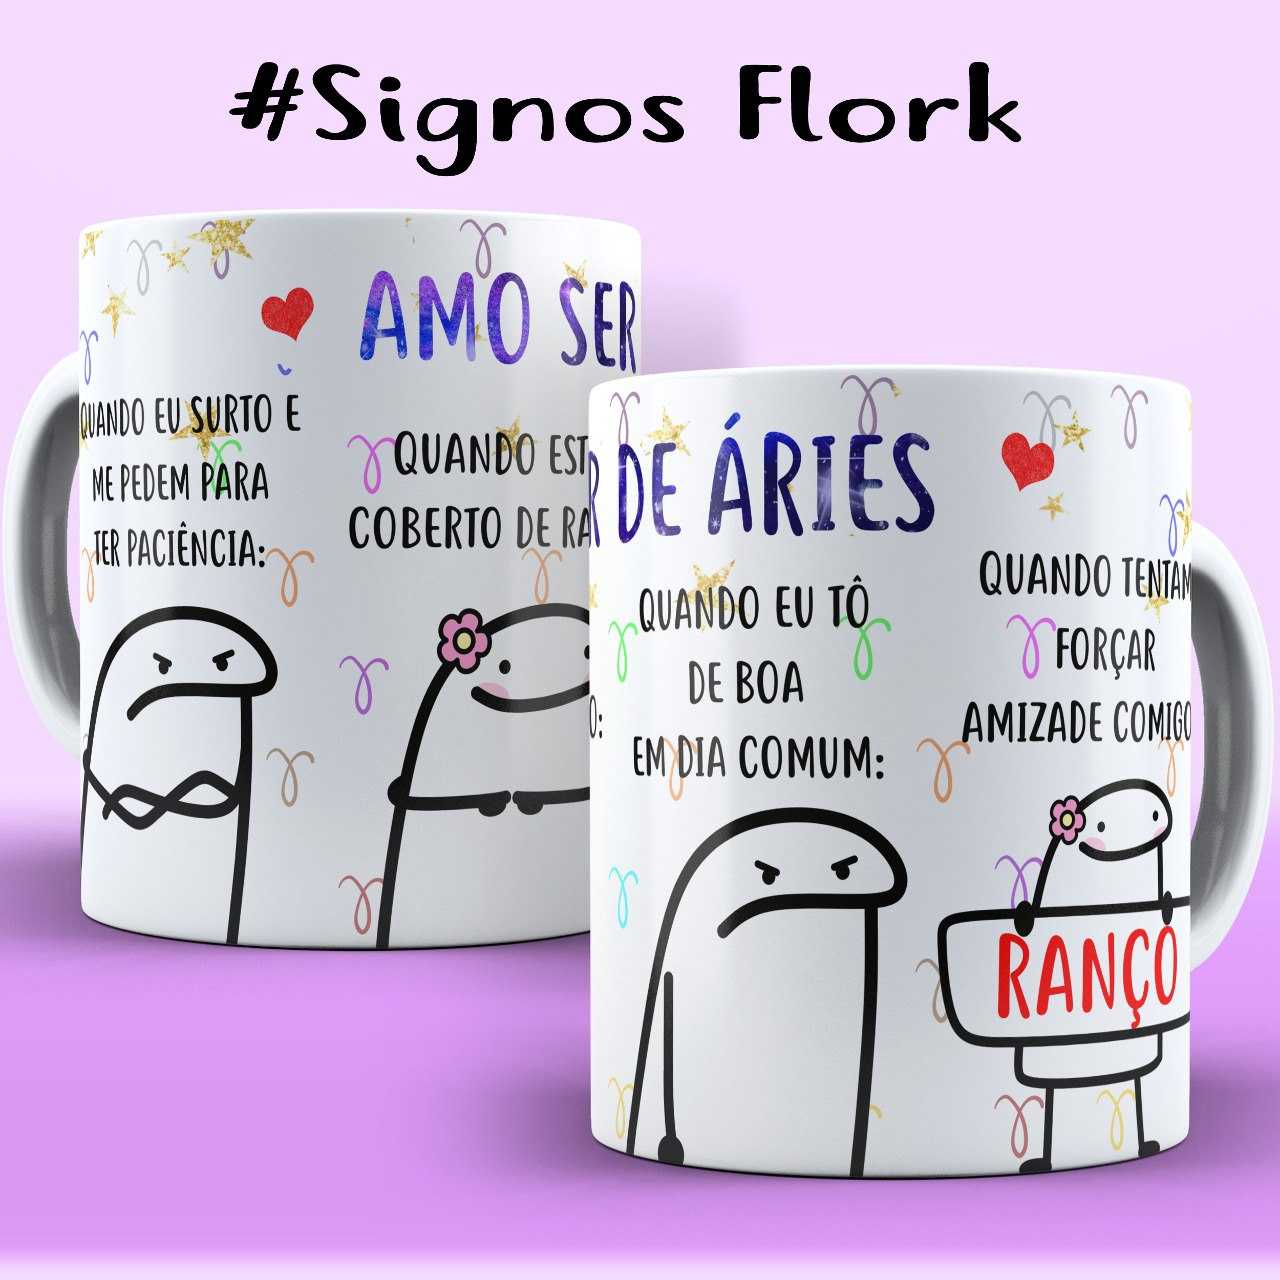 #Signos Flork
AMO SER
QUANDO EU SURTO E
ME PEDEM PARA
TER PACIÊNCIA:
QUANDO EST
COBERTO DE RA
R DE ÁRIES
O:
QUANDO EU TÔ
DE BOA
EM DIA COMUM:
QUANDO TENTAM
FORÇAR
AMIZADE COMIGO
RANÇO